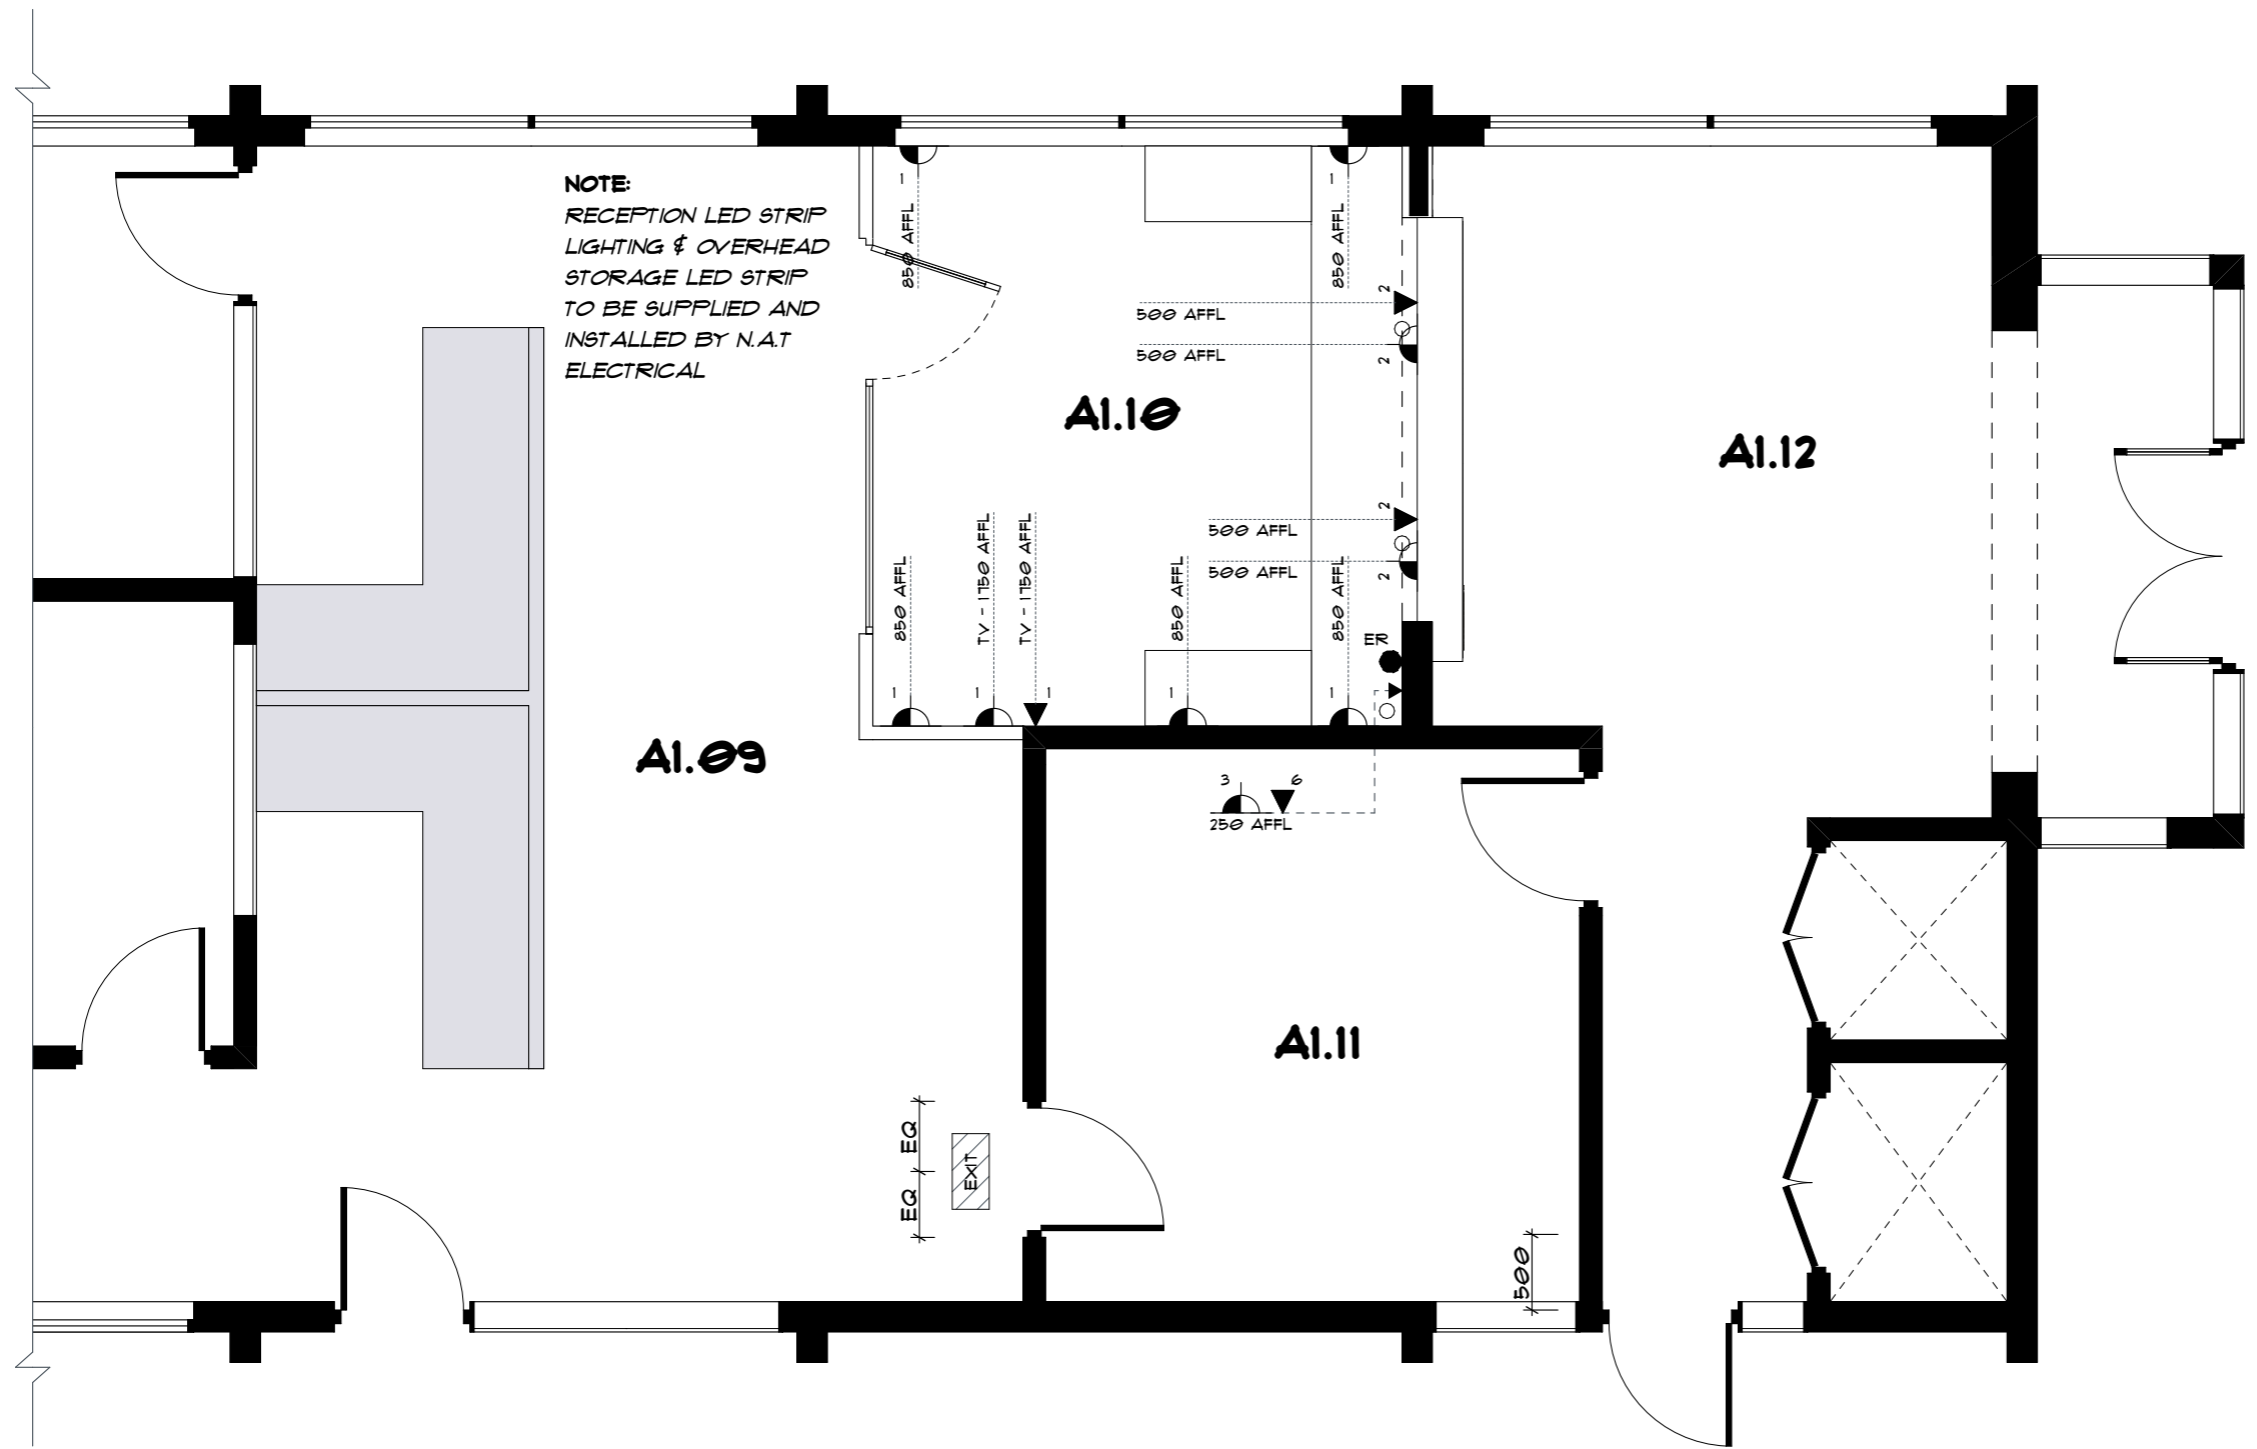 NOTE:
RECEPTION LED STRIP
LIGHTING & OVERHEAD
STORAGE LED STRIP
TO BE SUPPLIED AND
INSTALLED BY N.A.T
ELECTRICAL
1
850 AFFL
1
850 AFFL
2
500 AFFL
500 AFFL
2
A1.10
A1.12
2
500 AFFL
500 AFFL
2
850 AFFL
TV - 1750 AFFL
TV - 1750 AFFL
850 AFFL
850 AFFL
ER
1
1
1
1
1
A1.09
3
6
250 AFFL
A1.11
EQ
EQ
EXIT
500